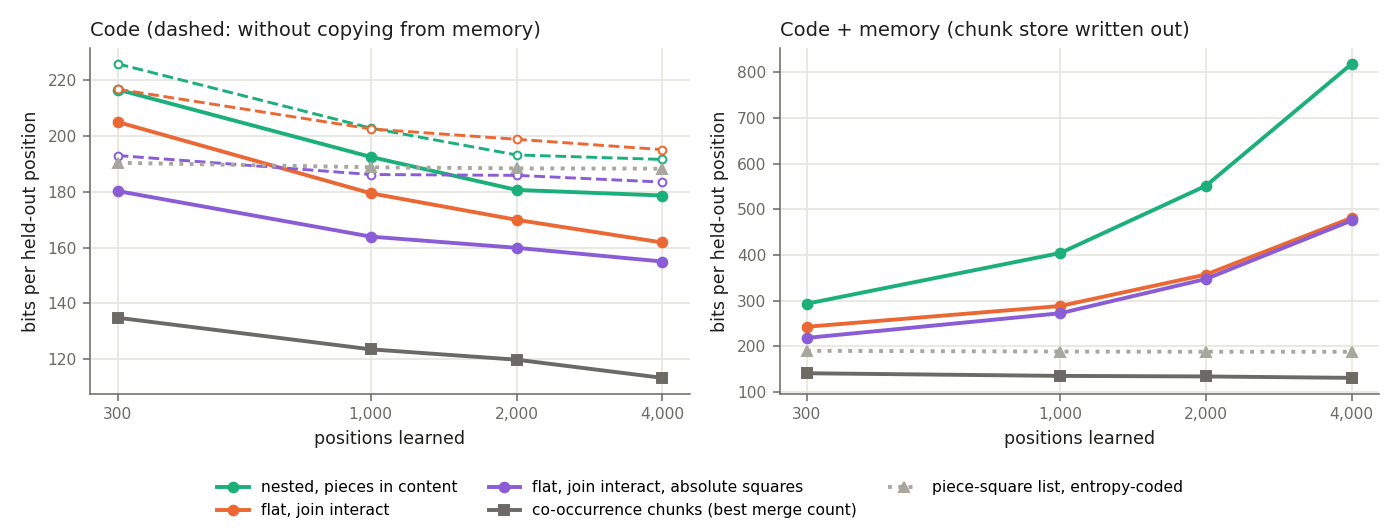 Code (dashed: without copying from memory)
bits per held-out position
220
200
180
160
140
120
300
1,000
2,000
4,000
positions learned
Code + memory (chunk store written out)
bits per held-out position
800
700
600
500
400
300
200
100
300
1,000
2,000
4,000
positions learned
nested, pieces in content
flat, join interact
flat, join interact, absolute squares
co-occurrence chunks (best merge count)
piece-square list, entropy-coded